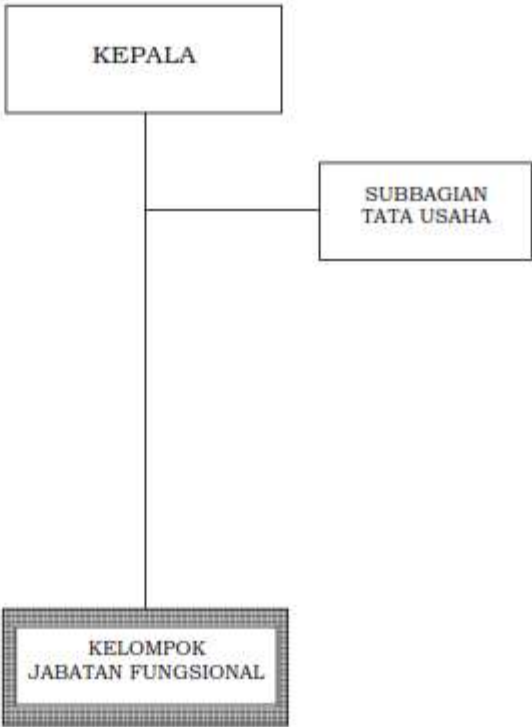 KEPALA
SUBBAGIAN
TATA USAHA
KELOMPOK
JABATAN FUNGSIONAL